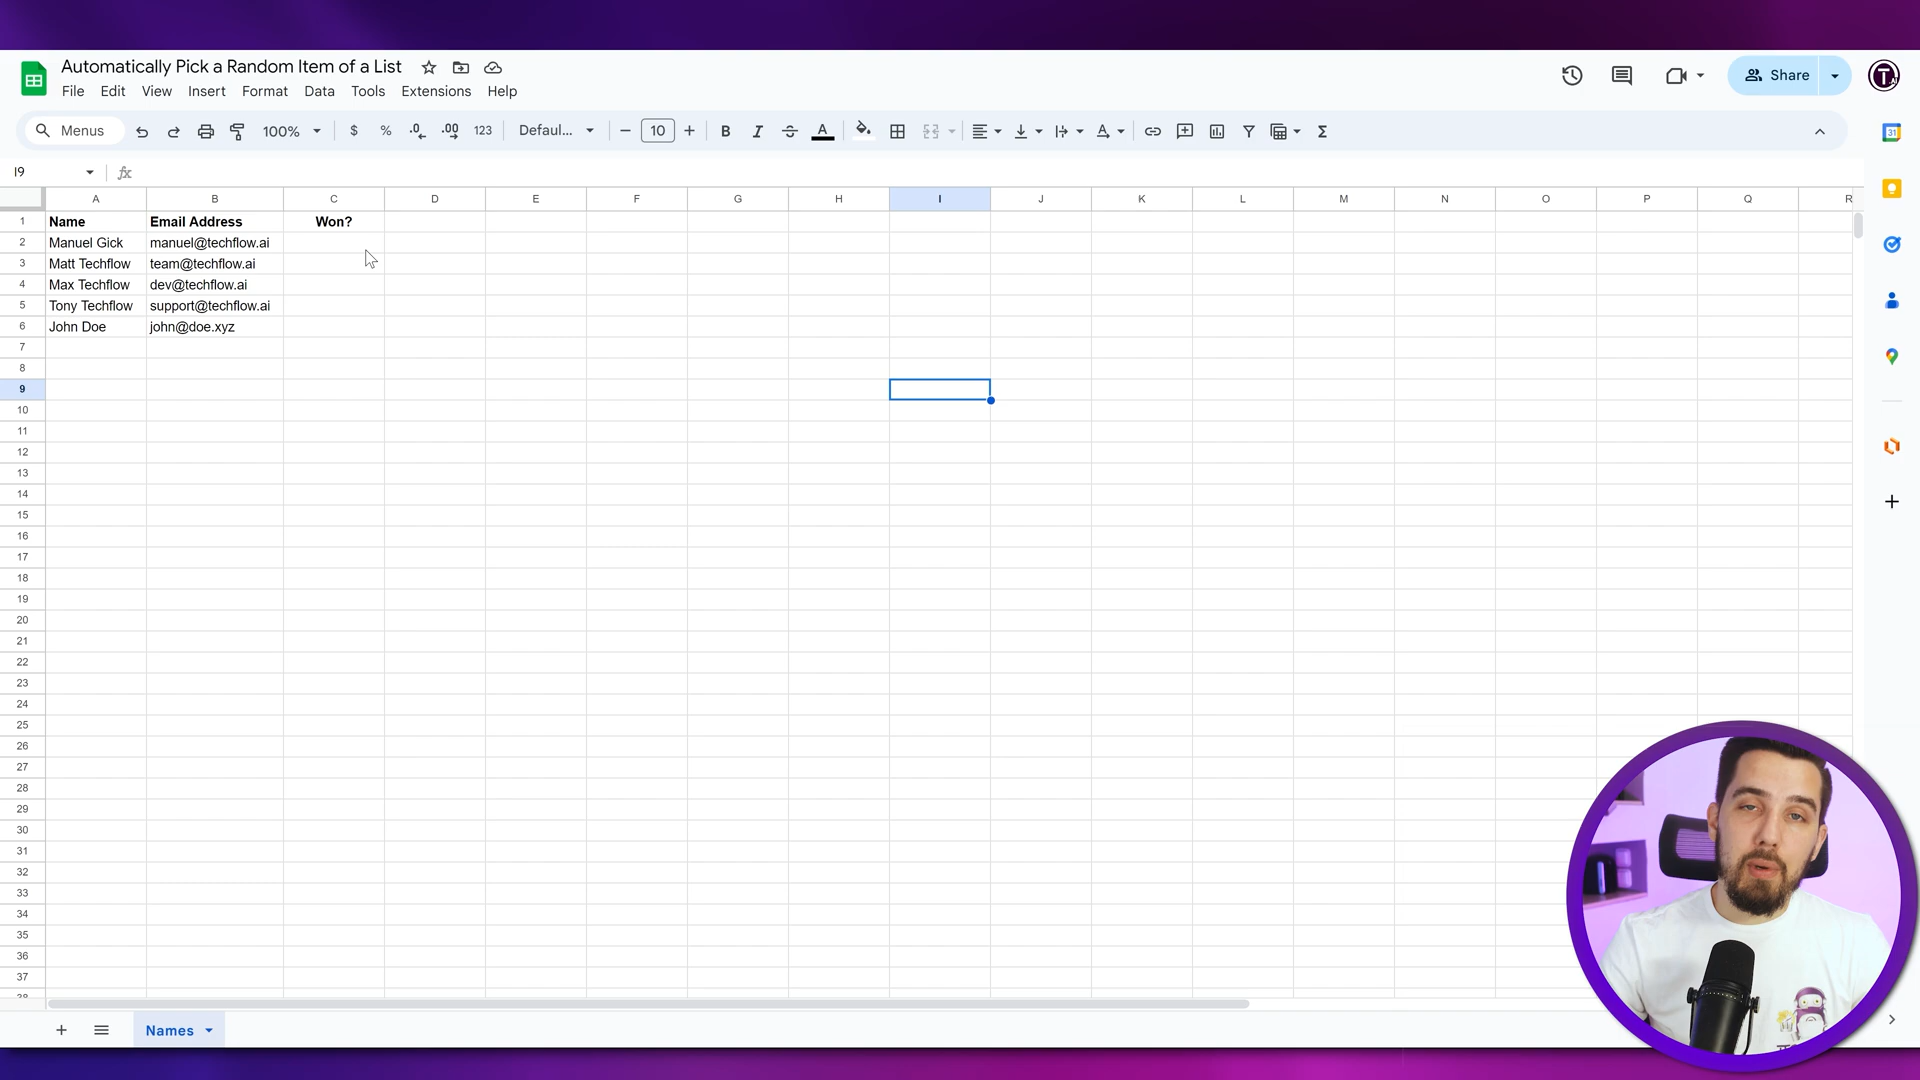 Automatically Pick a Random Item of a List
File Edit View Insert Format Data Tools Extensions Help
Share
Menus 100% $ % .0 .00 123 Defaul... 10 B I A
I9 fx
A B C D E F G H I J K L M N O P Q R
1 Name Email Address Won?
2 Manuel Gick manuel@techflow.ai
3 Matt Techflow team@techflow.ai
4 Max Techflow dev@techflow.ai
5 Tony Techflow support@techflow.ai
6 John Doe john@doe.xyz
7
8
9
10
11
12
13
14
15
16
17
18
19
20
21
22
23
24
25
26
27
28
29
30
31
32
33
34
35
36
37
38
Names